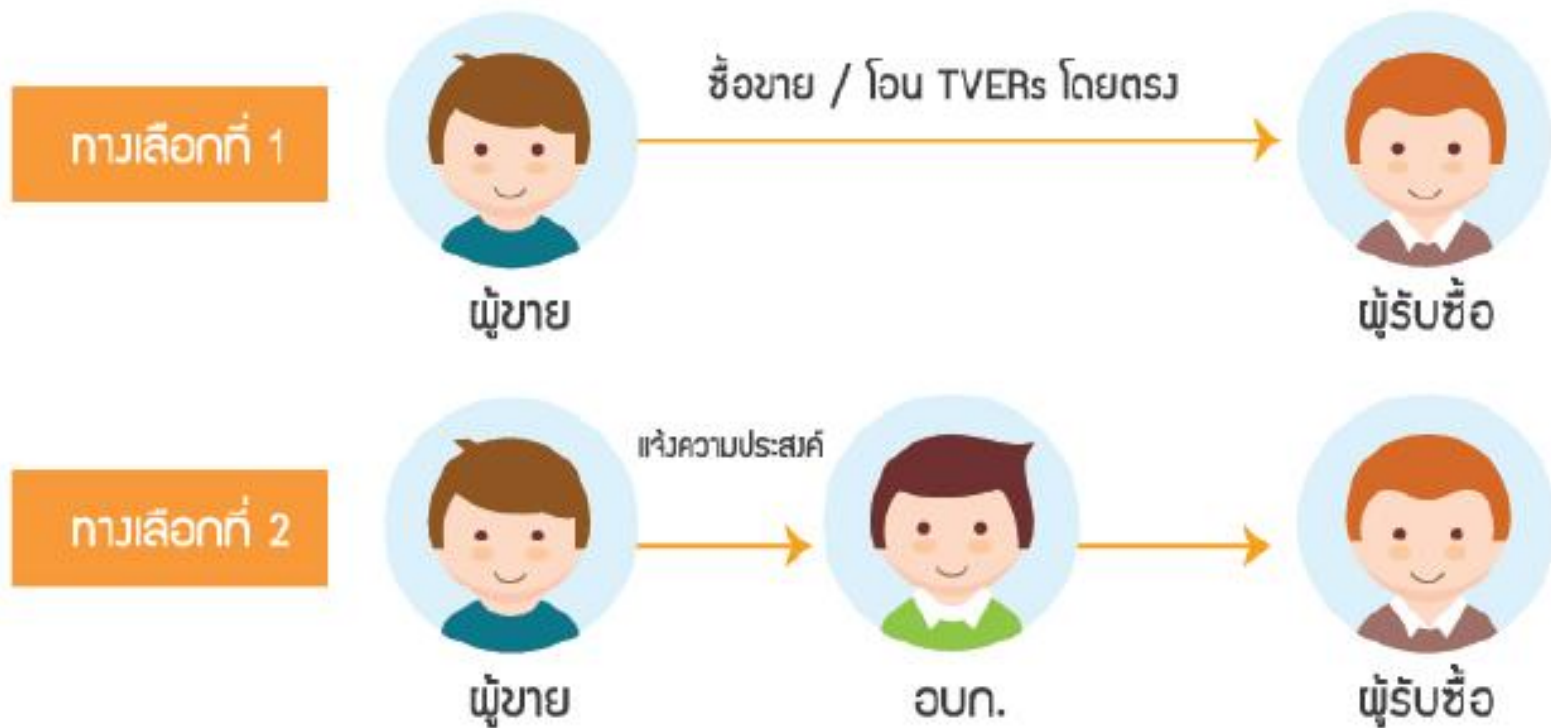 ทางเลือกที่ 1
ซื้อขาย / โอน TVERs โดยตรง
ผู้ขาย
ผู้รับซื้อ
ทางเลือกที่ 2
แจ้งความประสงค์
ผู้ขาย
อบก.
ผู้รับซื้อ